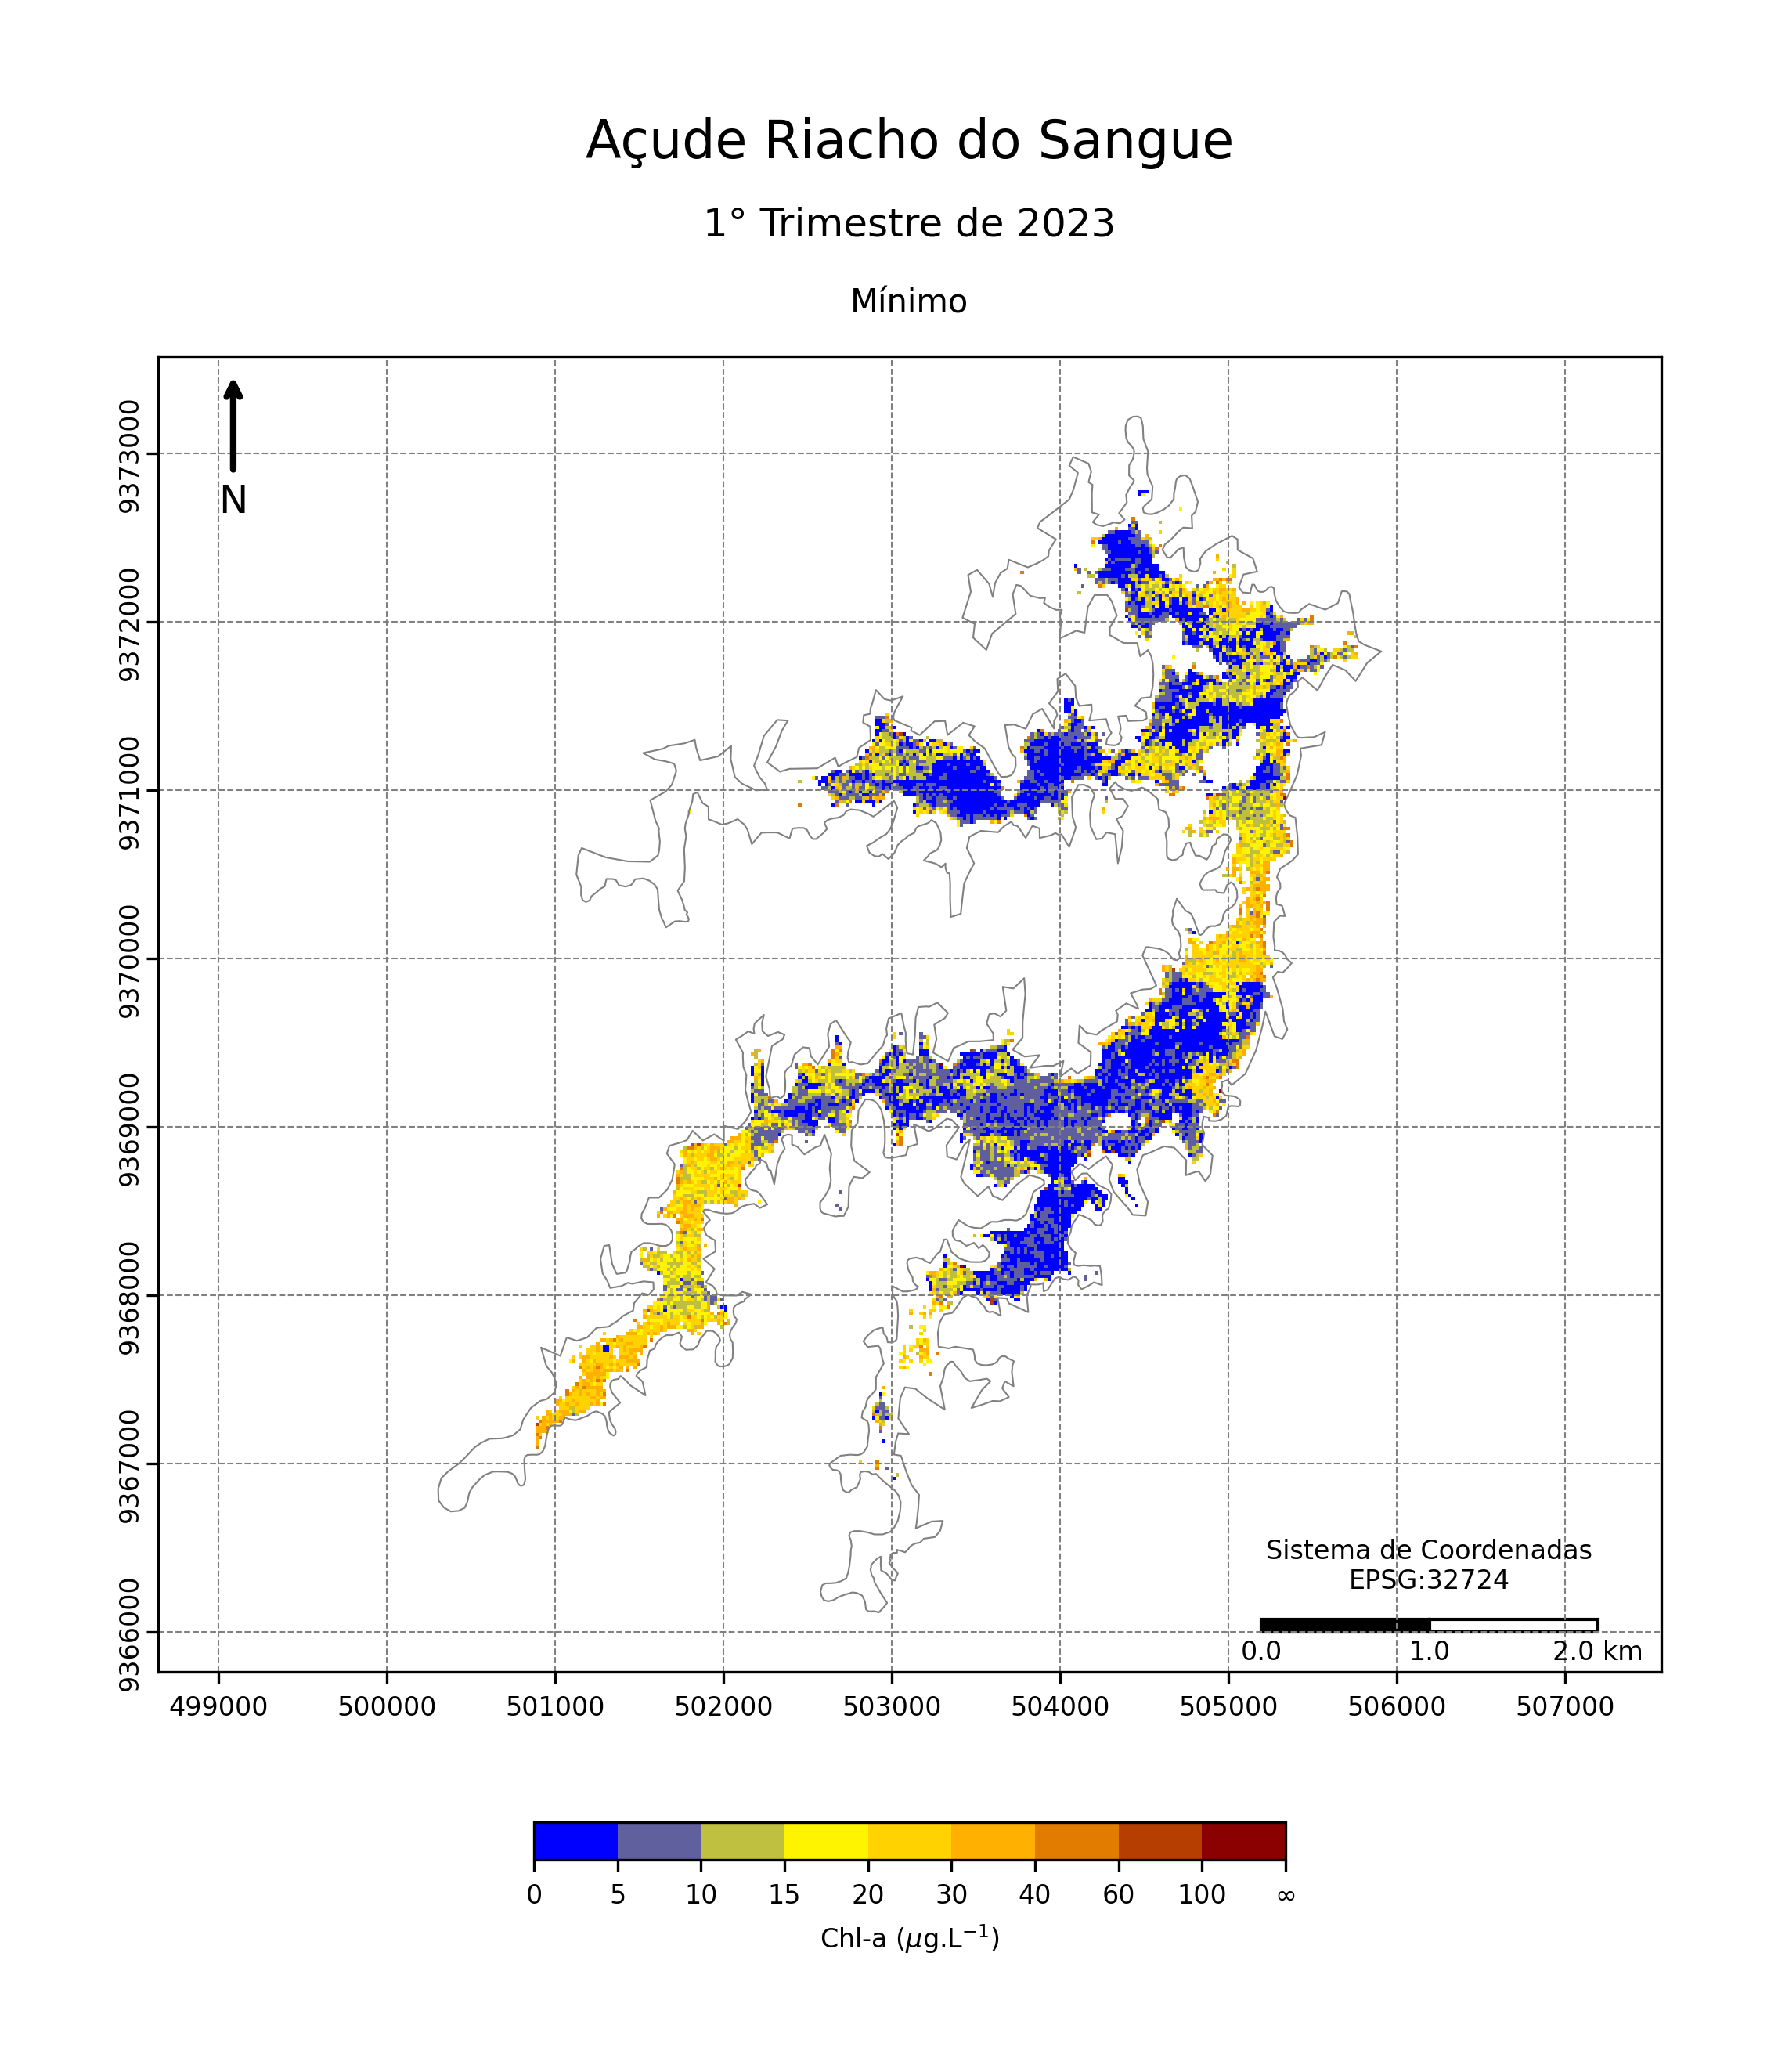 Açude Riacho do Sangue
1° Trimestre de 2023
Mínimo
N
9373000
9372000
9371000
9370000
9369000
9368000
9367000
9366000
Sistema de Coordenadas
EPSG:32724
0.0 1.0 2.0 km
499000 500000 501000 502000 503000 504000 505000 506000 507000
0 5 10 15 20 30 40 60 100 ∞
Chl-a (μg.L⁻¹)